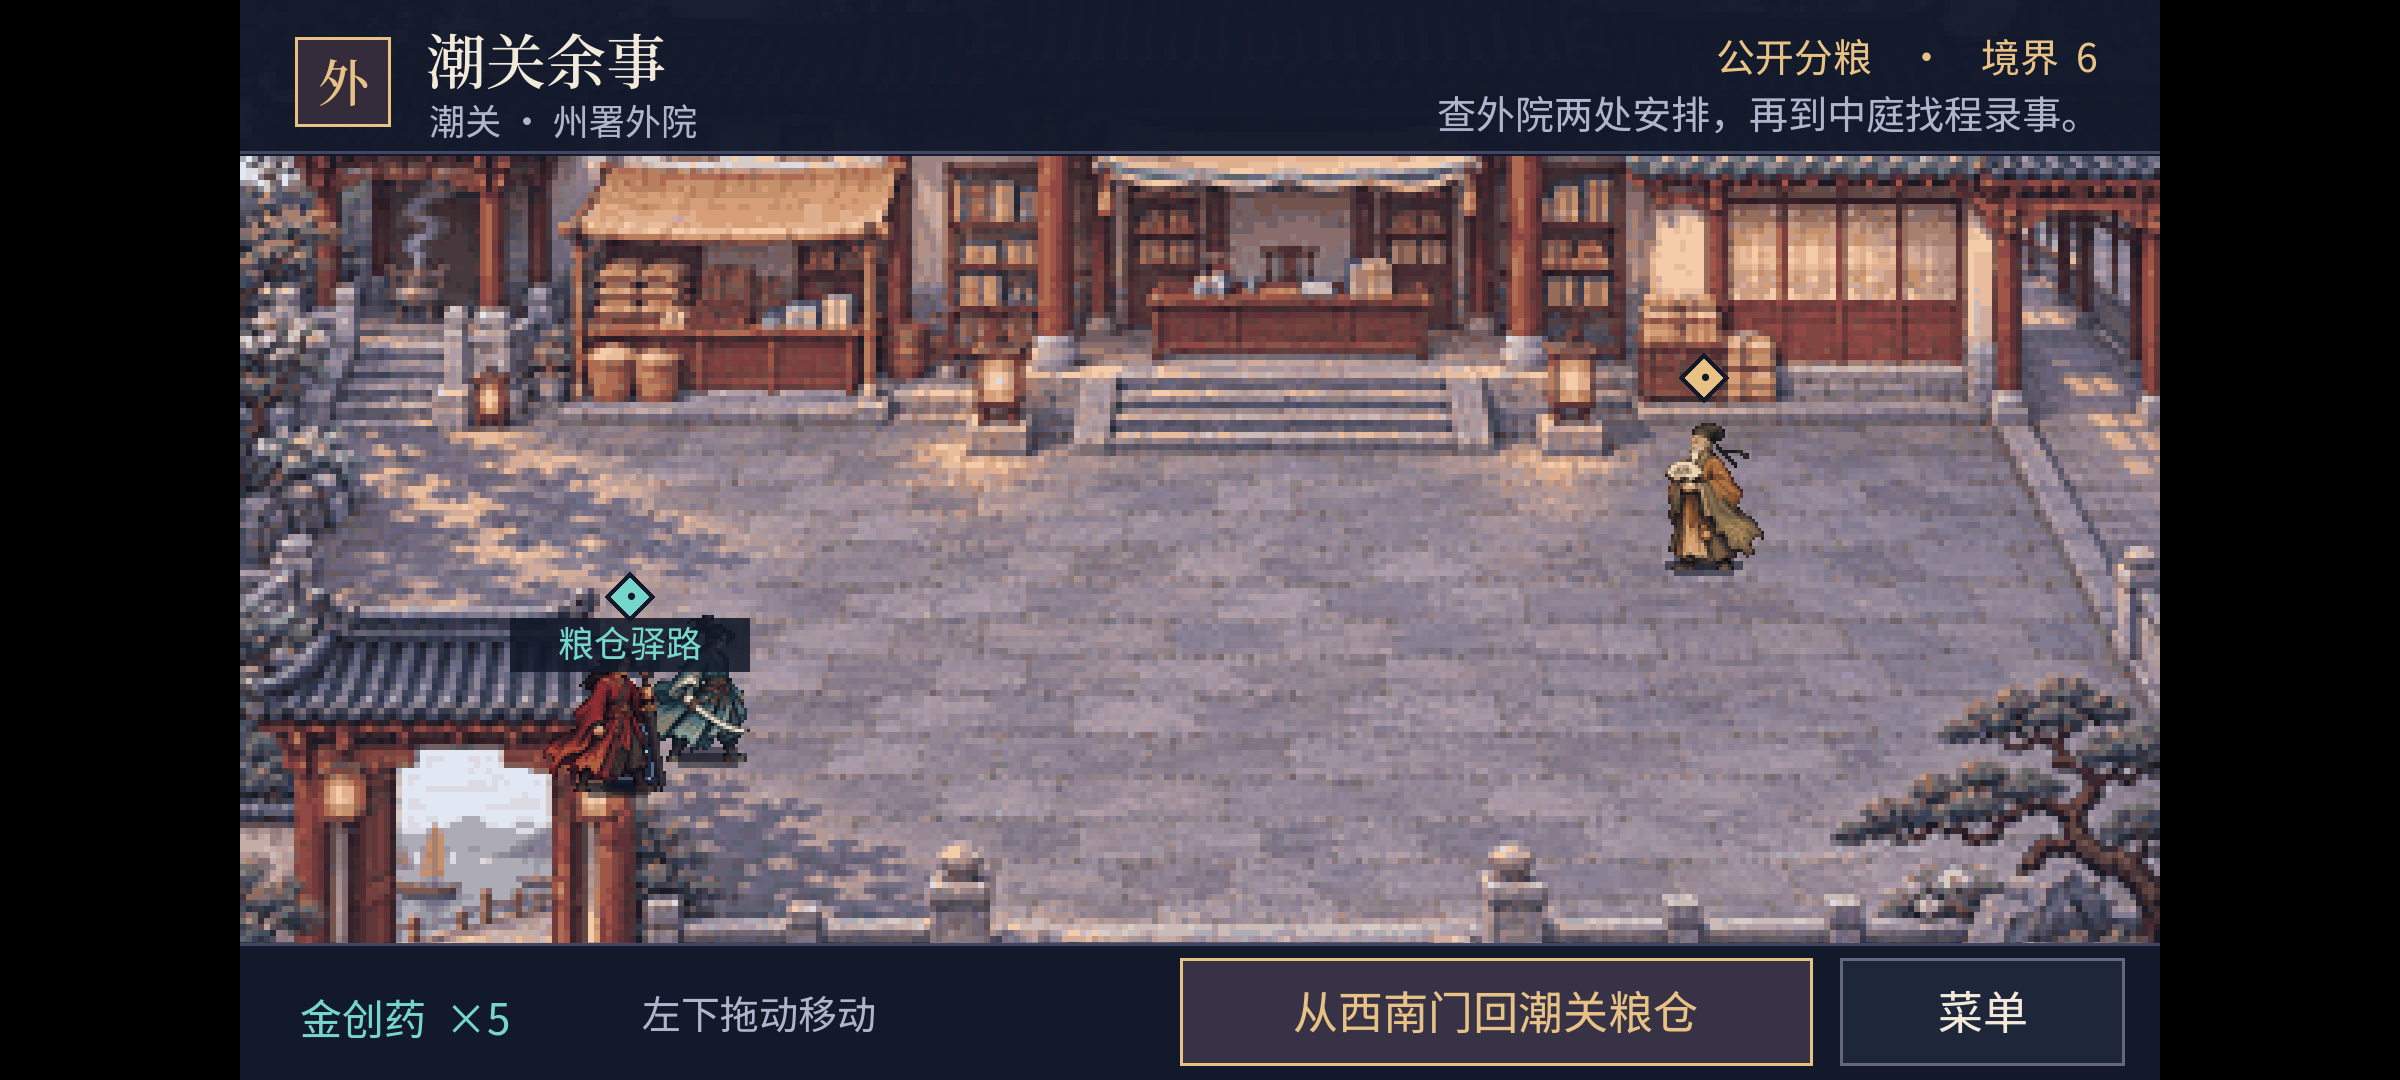 外
潮关余事
潮关 · 州署外院
公开分粮 · 境界 6
查外院两处安排，再到中庭找程录事。
粮仓驿路
金创药 ×5
左下拖动移动
从西南门回潮关粮仓
菜单